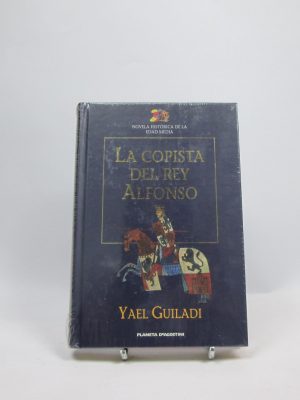 NOVELA HISTÓRICA DE LA
EDAD MEDIA
LA COPISTA
DEL REY
ALFONSO
YAEL GUILADI
PLANETA DEAGOSTINI